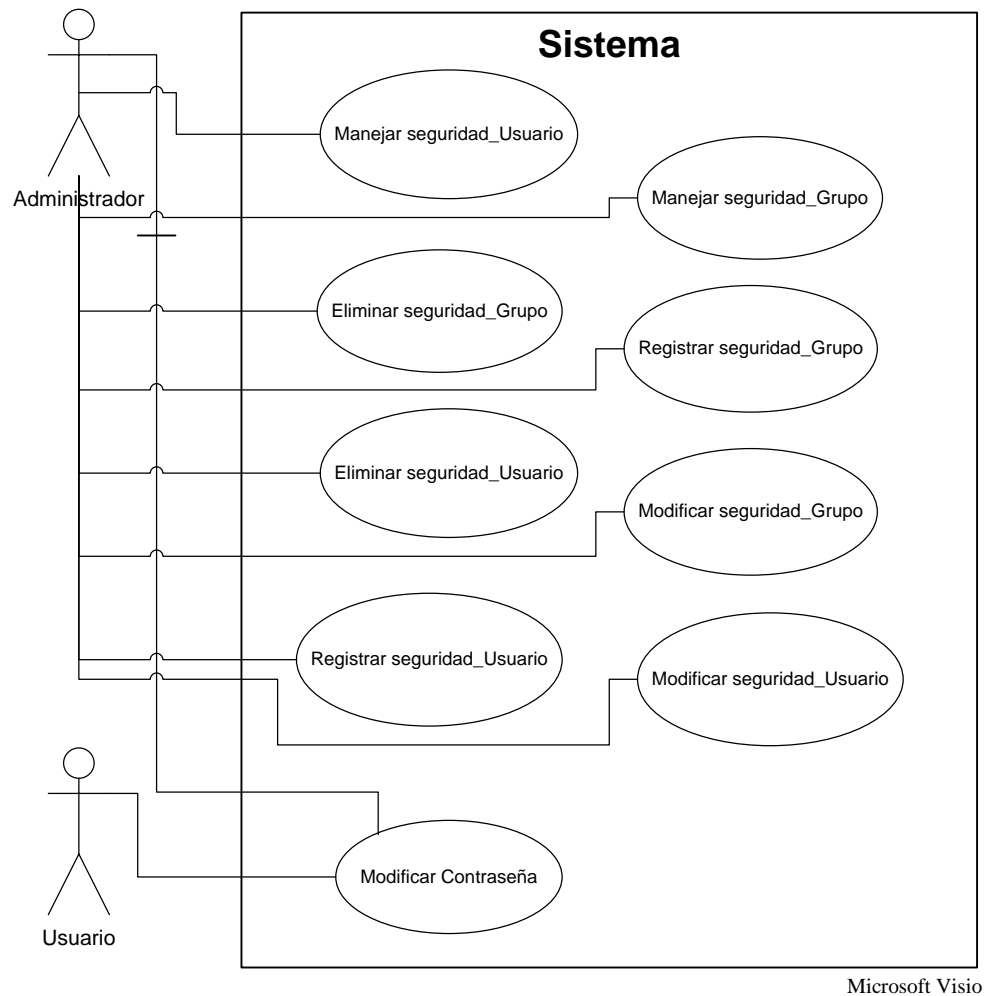 Sistema
Manejar seguridad_Usuario
Manejar seguridad_Grupo
Administrador
Eliminar seguridad_Grupo
Registrar seguridad_Grupo
Eliminar seguridad_Usuario
Modificar seguridad_Grupo
Registrar seguridad_Usuario
Modificar seguridad_Usuario
Modificar Contraseña
Usuario
Microsoft Visio